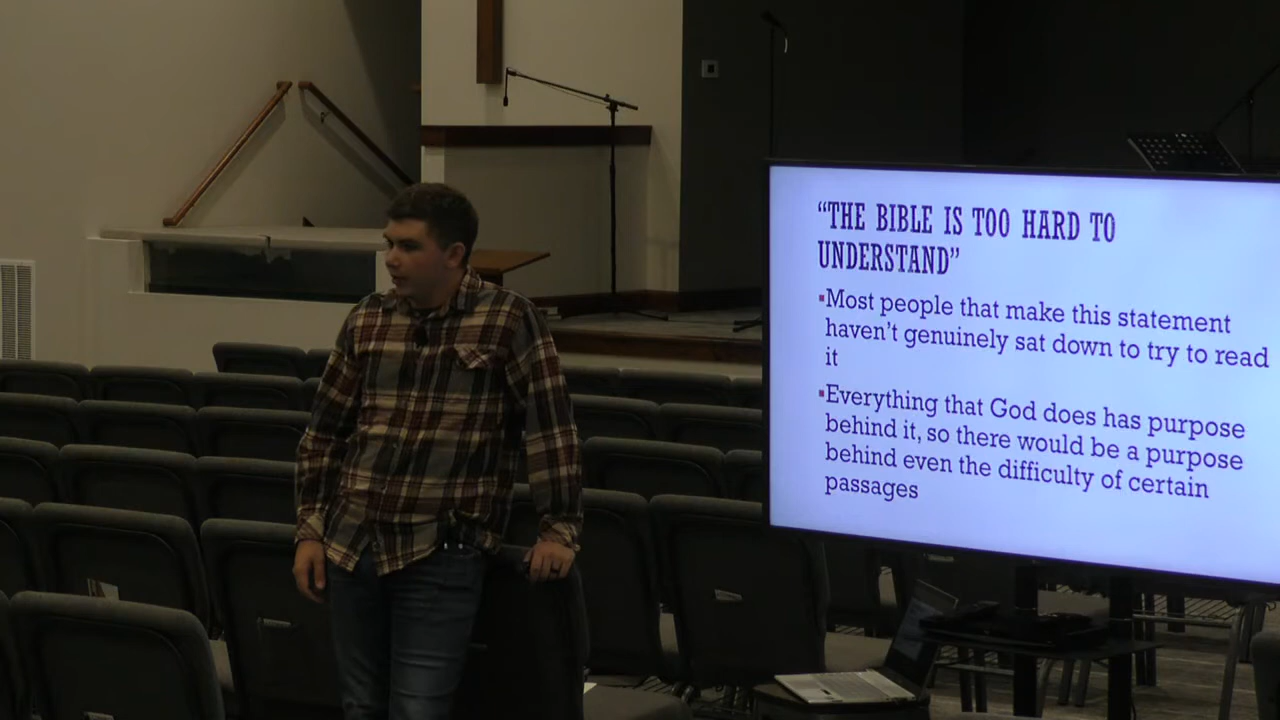 “THE BIBLE IS TOO HARD TO
UNDERSTAND”
▪Most people that make this statement
haven’t genuinely sat down to try to read
it
▪Everything that God does has purpose
behind it, so there would be a purpose
behind even the difficulty of certain
passages